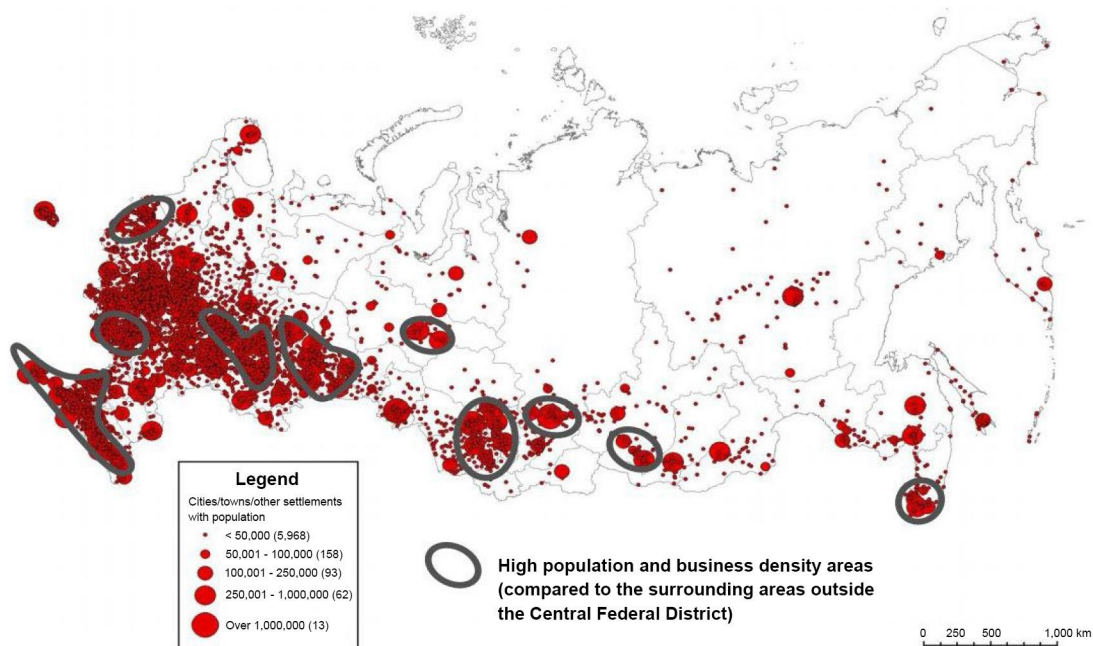 Legend
Cities/towns/other settlements
with population
< 50,000 (5,968)
50,001 - 100,000 (158)
100,001 - 250,000 (93)
250,001 - 1,000,000 (62)
Over 1,000,000 (13)
High population and business density areas
(compared to the surrounding areas outside
the Central Federal District)
0 250 500 1,000 km